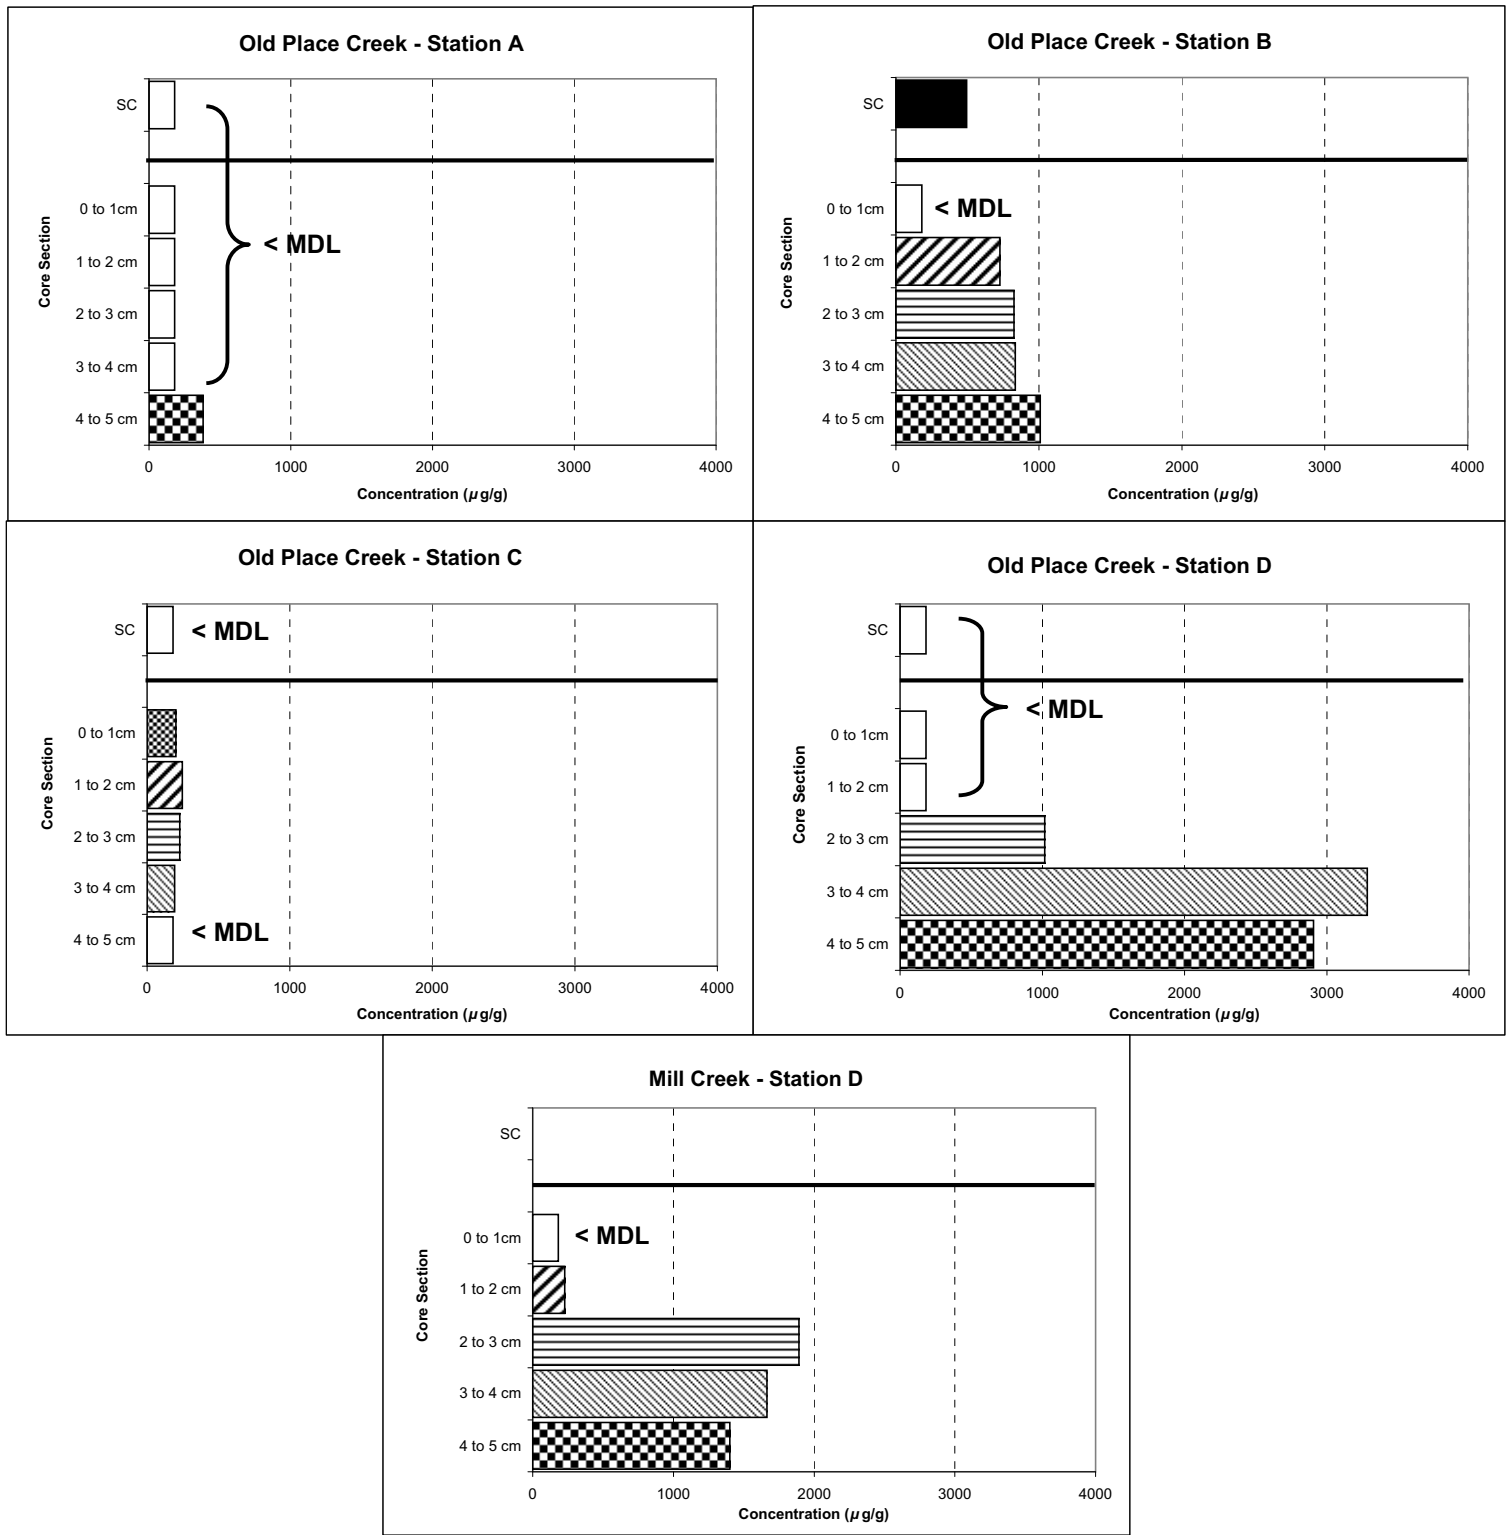 Old Place Creek - Station A
SC
0 to 1cm
1 to 2 cm
2 to 3 cm
3 to 4 cm
4 to 5 cm
Core Section
< MDL
0 1000 2000 3000 4000
Concentration (µg/g)
Old Place Creek - Station B
SC
0 to 1cm
< MDL
1 to 2 cm
2 to 3 cm
3 to 4 cm
4 to 5 cm
Core Section
0 1000 2000 3000 4000
Concentration (µg/g)
Old Place Creek - Station C
SC
< MDL
0 to 1cm
1 to 2 cm
2 to 3 cm
3 to 4 cm
4 to 5 cm
< MDL
Core Section
0 1000 2000 3000 4000
Concentration (µg/g)
Old Place Creek - Station D
SC
< MDL
0 to 1cm
1 to 2 cm
2 to 3 cm
3 to 4 cm
4 to 5 cm
Core Section
0 1000 2000 3000 4000
Concentration (µg/g)
Mill Creek - Station D
SC
0 to 1cm
< MDL
1 to 2 cm
2 to 3 cm
3 to 4 cm
4 to 5 cm
Core Section
0 1000 2000 3000 4000
Concentration (µg/g)